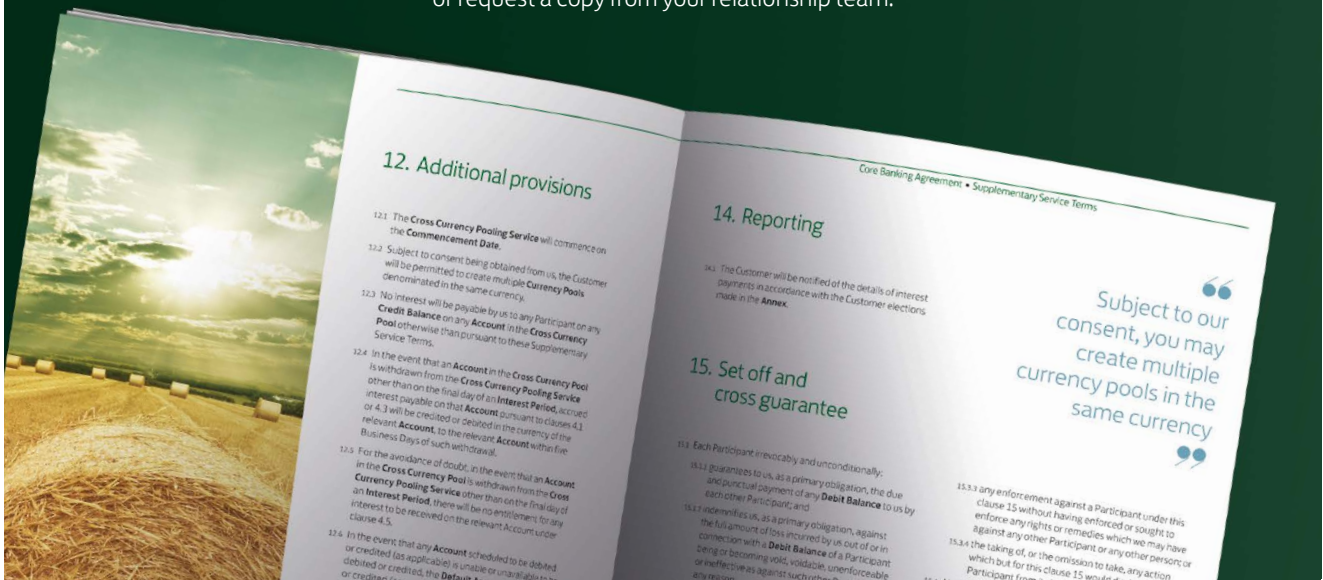 or request a copy from your relationship team.
12. Additional provisions
12.1 The Cross Currency Pooling Service will commence on
the Commencement Date.
12.2 Subject to consent being obtained from us, the Customer
will be permitted to create multiple Currency Pools
denominated in the same currency.
12.3 No interest will be payable by us to any Participant on any
Credit Balance on any Account in the Cross Currency
Pool otherwise than pursuant to these Supplementary
Service Terms.
12.4 In the event that an Account in the Cross Currency Pool
is withdrawn from the Cross Currency Pooling Service
other than on the final day of an Interest Period, accrued
interest payable on that Account pursuant to clauses 4.1
or 4.3 will be credited or debited in the currency of the
relevant Account, to the relevant Account within five
Business Days of such withdrawal.
12.5 For the avoidance of doubt, in the event that an Account
in the Cross Currency Pool is withdrawn from the Cross
Currency Pooling Service other than on the final day of
an Interest Period, there will be no entitlement for any
interest to be received on the relevant Account under
clause 4.5.
12.6 In the event that any Account scheduled to be debited
or credited (as applicable) is unable or unavailable to be
debited or credited, the Default
or credited
Core Banking Agreement • Supplementary Service Terms
14. Reporting
14.1 The Customer will be notified of the details of interest
payments in accordance with the Customer elections
made in the Annex.
15. Set off and
cross guarantee
Each Participant irrevocably and unconditionally:
guarantees to us, as a primary obligation, the due
and punctual payment of any Debit Balance to us by
each other Participant; and
indemnifies us, as a primary obligation, against
the full amount of loss incurred by us out of or in
connection with a Debit Balance of a Participant
being or becoming void, voidable, unenforceable
or ineffective as against such other
any reason
“
Subject to our
consent, you may
create multiple
currency pools in the
same currency
”
15.3.3 any enforcement against a Participant under this
clause 15 without having enforced or sought to
enforce any rights or remedies which we may have
against any other Participant or any other person; or
15.3.4 the taking of, or the omission to take, any action
which but for this clause 15 would
Participant from